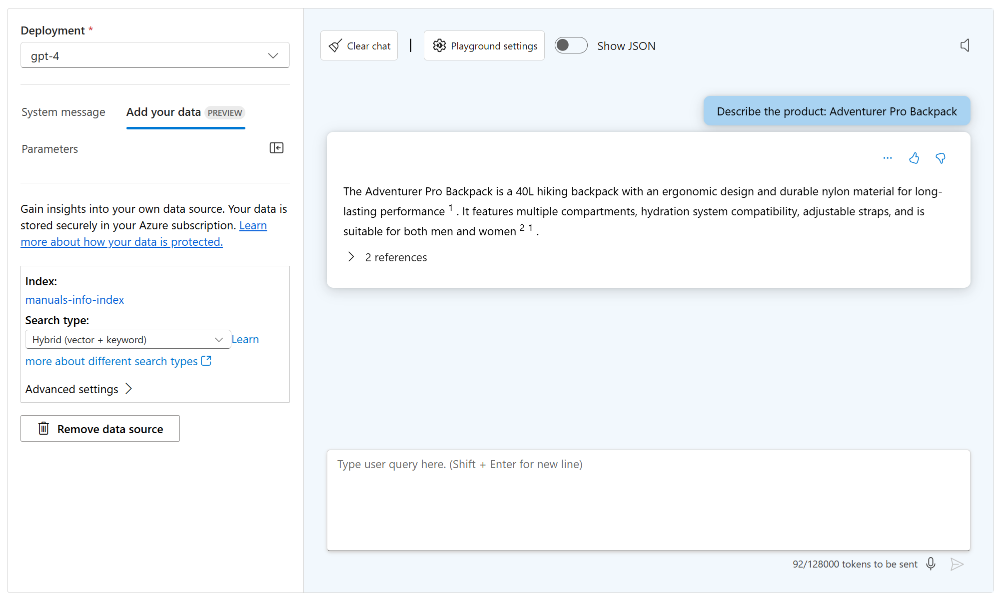 Deployment *
gpt-4
System message
Add your data PREVIEW
Parameters
Gain insights into your own data source. Your data is
stored securely in your Azure subscription. Learn
more about how your data is protected.
Index:
manuals-info-index
Search type:
Hybrid (vector + keyword) Learn
more about different search types
Advanced settings
Remove data source
Clear chat
Playground settings
Show JSON
Describe the product: Adventurer Pro Backpack
The Adventurer Pro Backpack is a 40L hiking backpack with an ergonomic design and durable nylon material for long-
lasting performance 1 . It features multiple compartments, hydration system compatibility, adjustable straps, and is
suitable for both men and women 2 1 .
2 references
Type user query here. (Shift + Enter for new line)
92/128000 tokens to be sent